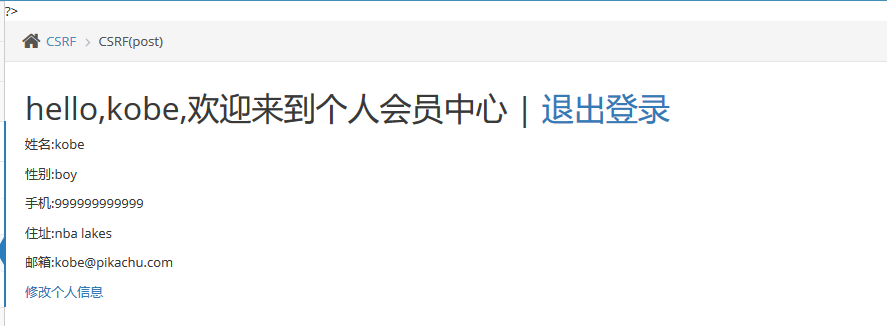 ?>
CSRF > CSRF(post)
hello,kobe,欢迎来到个人会员中心 | 退出登录
姓名:kobe
性别:boy
手机:999999999999
住址:nba lakes
邮箱:kobe@pikachu.com
修改个人信息